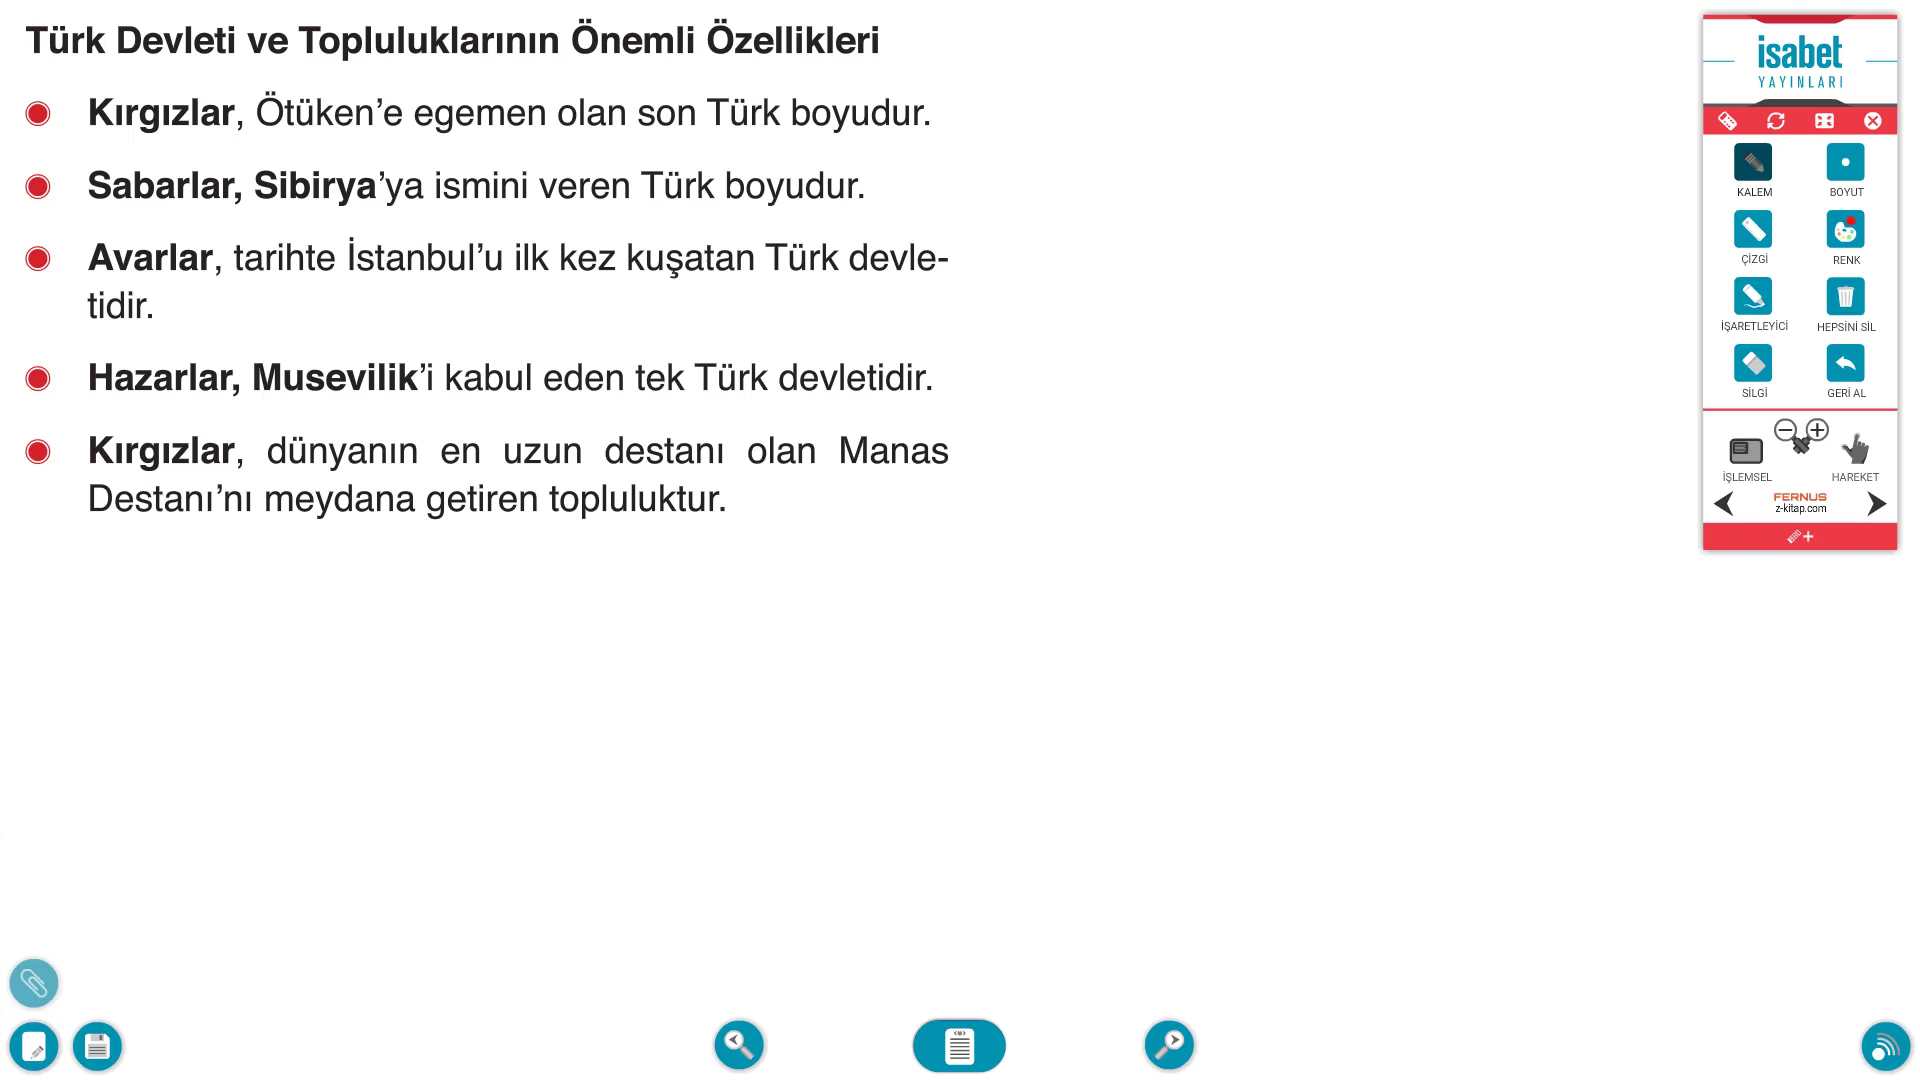 Türk Devleti ve Topluluklarının Önemli Özellikleri
Kırgızlar, Ötüken’e egemen olan son Türk boyudur.
Sabarlar, Sibirya’ya ismini veren Türk boyudur.
Avarlar, tarihte İstanbul’u ilk kez kuşatan Türk devle-
tidir.
Hazarlar, Musevilik’i kabul eden tek Türk devletidir.
Kırgızlar, dünyanın en uzun destanı olan Manas
Destanı’nı meydana getiren topluluktur.
isabet
YAYINLARI
KALEM
BOYUT
ÇİZGİ
RENK
İŞARETLEYİCİ
HEPSİNİ SİL
SİLGİ
GERİ AL
İŞLEMSEL
HAREKET
FERNUS
z-kitap.com